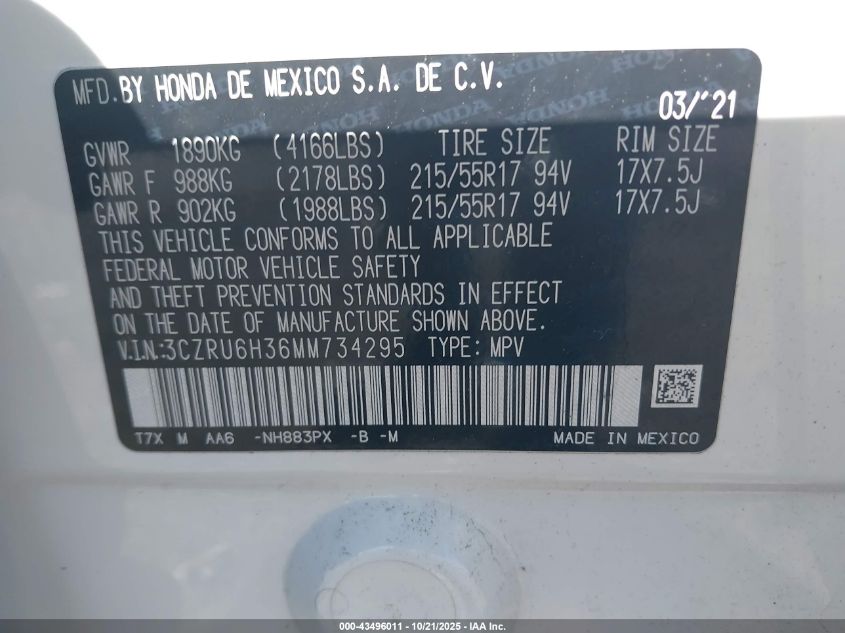 MFD. BY HONDA DE MEXICO S.A. DE C.V.
03/'21
GVWR 1890KG (4166LBS) TIRE SIZE RIM SIZE
GAWR F 988KG (2178LBS) 215/55R17 94V 17X7.5J
GAWR R 902KG (1988LBS) 215/55R17 94V 17X7.5J
THIS VEHICLE CONFORMS TO ALL APPLICABLE
FEDERAL MOTOR VEHICLE SAFETY
AND THEFT PREVENTION STANDARDS IN EFFECT
ON THE DATE OF MANUFACTURE SHOWN ABOVE.
V.I.N.:3CZRU6H36MM734295 TYPE: MPV
T7X M AA6 -NH883PX -B -M MADE IN MEXICO
000-43496011 - 10/21/2025 - IAA Inc.